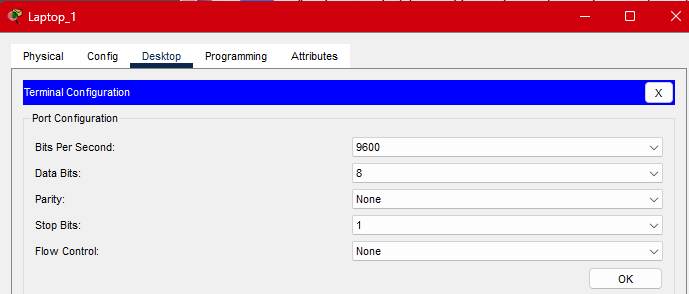 Laptop_1
Physical Config Desktop Programming Attributes
Terminal Configuration X
Port Configuration
Bits Per Second: 9600
Data Bits: 8
Parity: None
Stop Bits: 1
Flow Control: None
OK